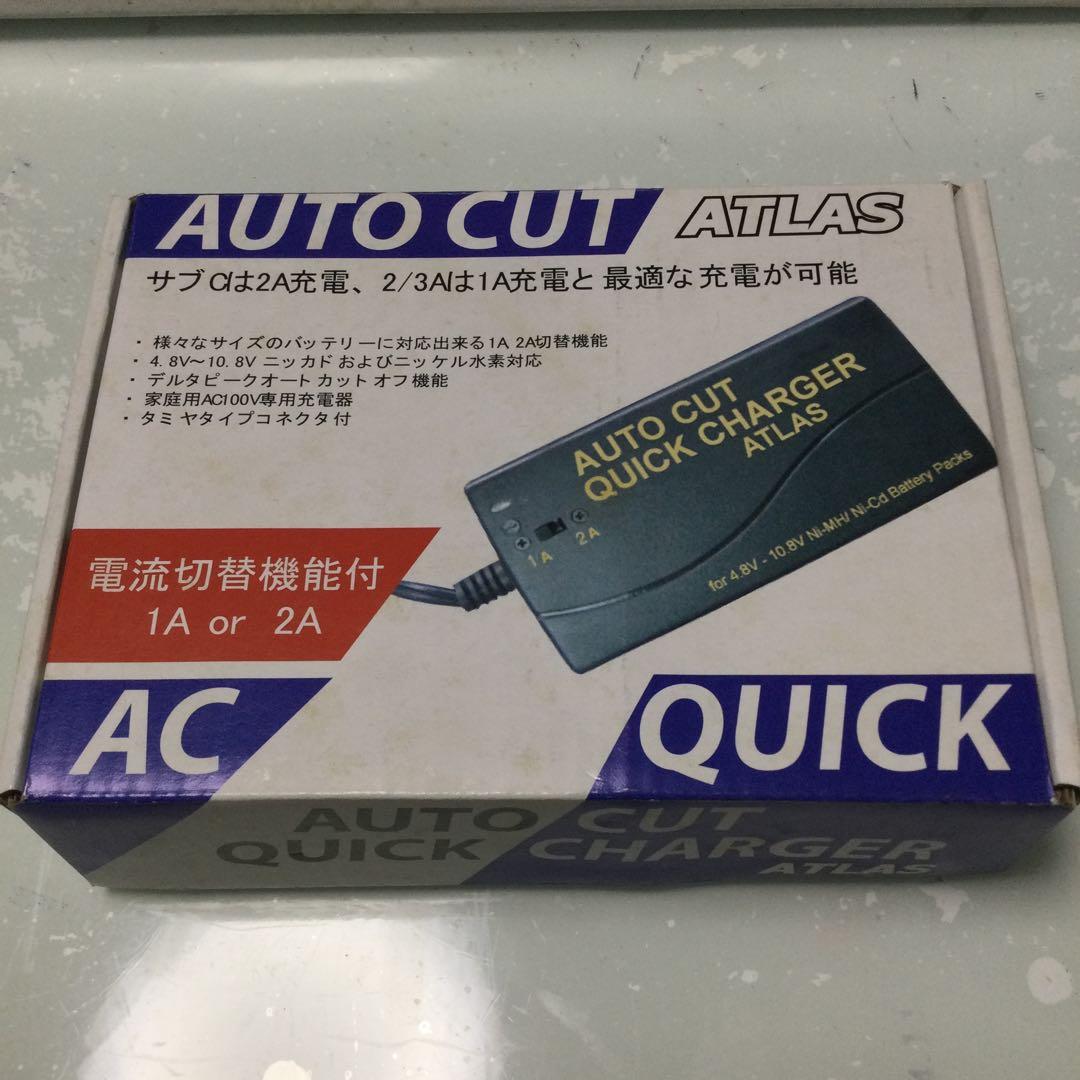 AUTO CUT ATLAS
サブCは2A充電、2/3Aは1A充電と最適な充電が可能
・様々なサイズのバッテリーに対応出来る1A 2A切替機能
・4.8V〜10.8V ニッカドおよびニッケル水素対応
・デルタピークオートカットオフ機能
・家庭用AC100V専用充電器
・タミヤタイプコネクタ付
AUTO CUT
QUICK CHARGER
ATLAS
1A 2A
for 4.8V - 10.8V Ni-MH/ Ni-Cd Battery Packs
電流切替機能付
1A or 2A
AC QUICK
AUTO CUT
QUICK CHARGER
ATLAS